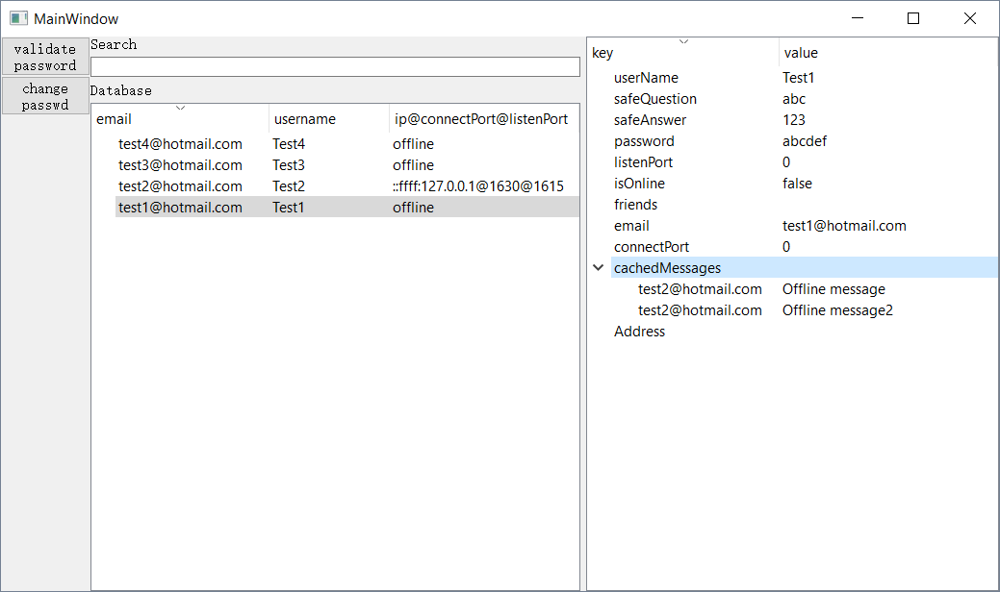 MainWindow
validate
password
change
passwd
Search
Database
email username ip@connectPort@listenPort
test4@hotmail.com Test4 offline
test3@hotmail.com Test3 offline
test2@hotmail.com Test2 ::ffff:127.0.0.1@1630@1615
test1@hotmail.com Test1 offline
key value
userName Test1
safeQuestion abc
safeAnswer 123
password abcdef
listenPort 0
isOnline false
friends
email test1@hotmail.com
connectPort 0
cachedMessages
test2@hotmail.com Offline message
test2@hotmail.com Offline message2
Address